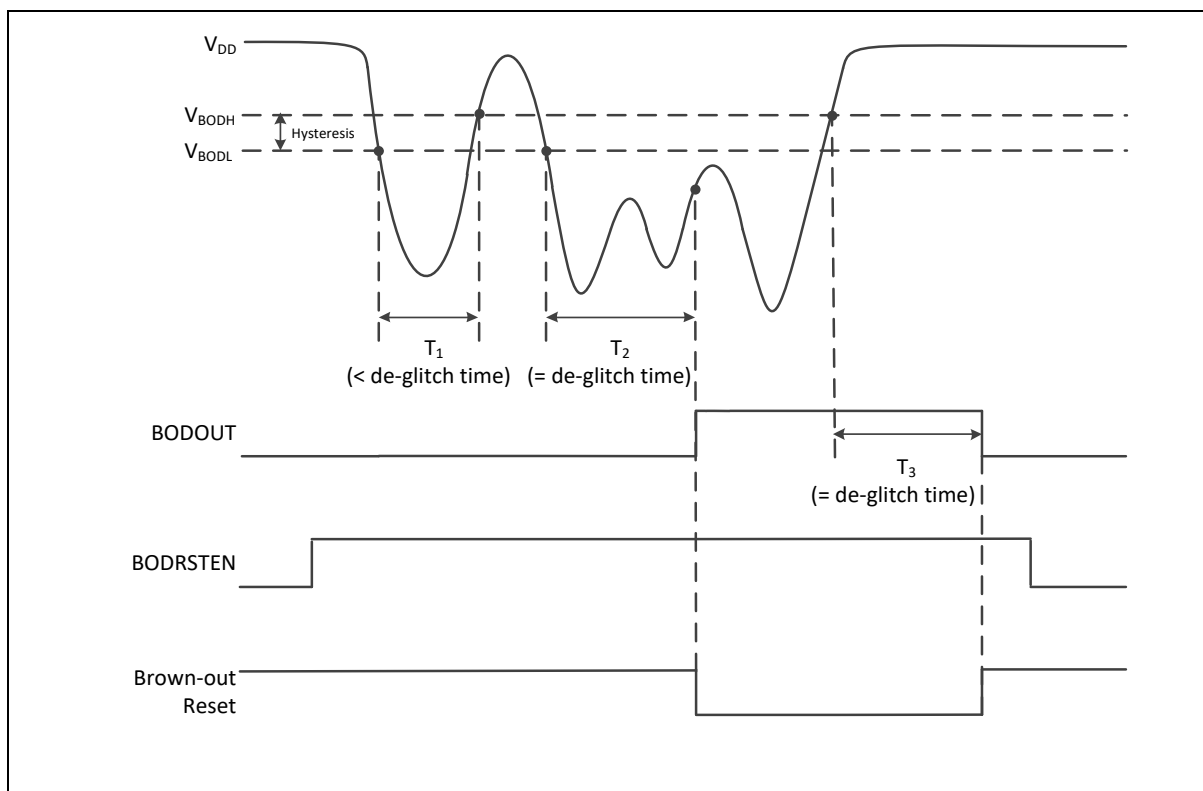 VDD
VBODH
Hysteresis
VBODL
T1
(< de-glitch time)
T2
(= de-glitch time)
BODOUT
T3
(= de-glitch time)
BODRSTEN
Brown-out
Reset